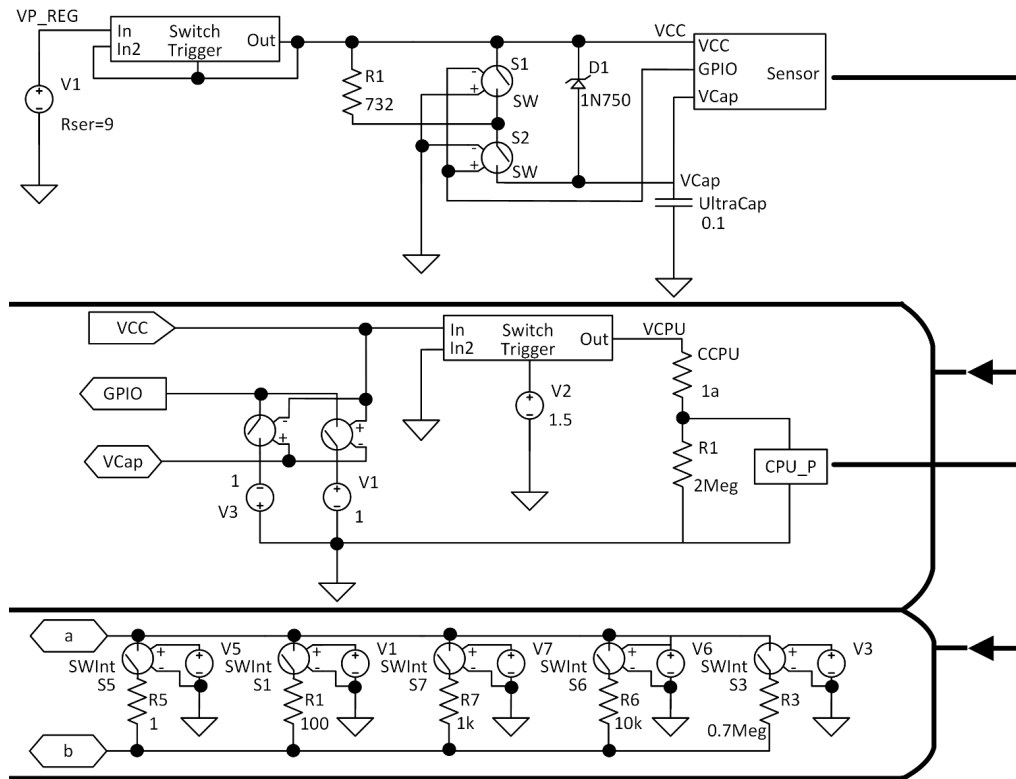 VP_REG
In
In2
Switch
Trigger
Out
V1
+
-
Rser=9
R1
732
S1
-
+
SW
S2
-
+
SW
D1
1N750
VCC
VCC
GPIO
VCap
Sensor
VCap
UltraCap
0.1
VCC
GPIO
VCap
-
+
+
-
1
-
+
V3
V1
+
-
1
In
In2
Switch
Trigger
Out
V2
+
-
1.5
VCPU
CCPU
1a
R1
2Meg
CPU_P
a
b
SWInt
S5
+
-
V5
+
-
R5
1
SWInt
S1
+
-
V1
+
-
R1
100
SWInt
S7
+
-
V7
+
-
R7
1k
SWInt
S6
+
-
V6
+
-
R6
10k
SWInt
S3
+
-
V3
+
-
R3
0.7Meg